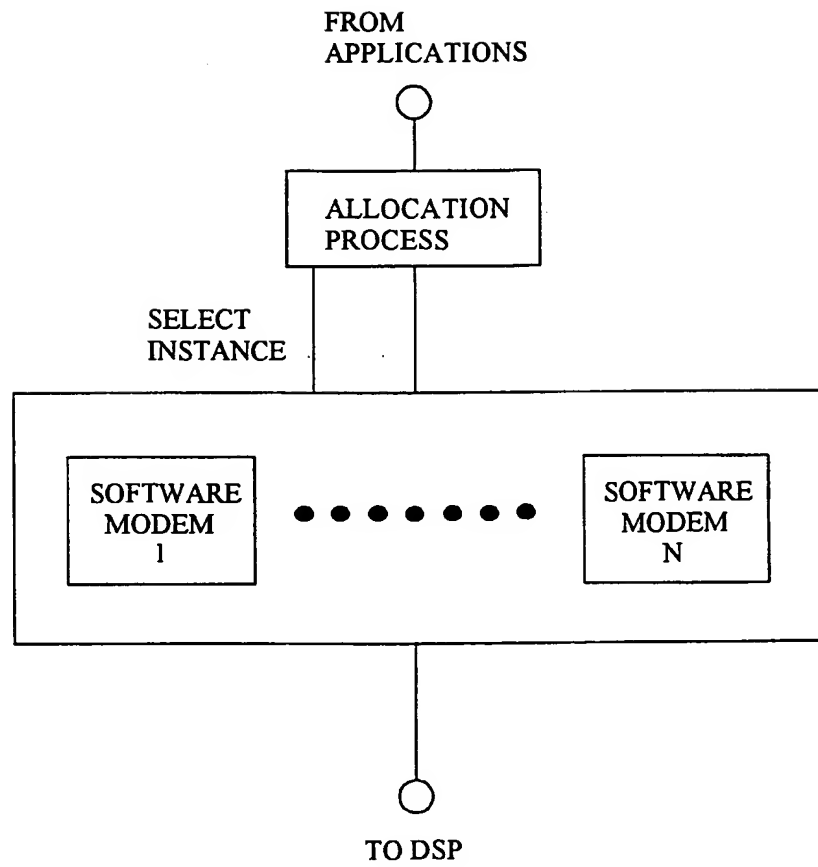 FROM
APPLICATIONS
ALLOCATION
PROCESS
SELECT
INSTANCE
SOFTWARE
MODEM
1
SOFTWARE
MODEM
N
TO DSP